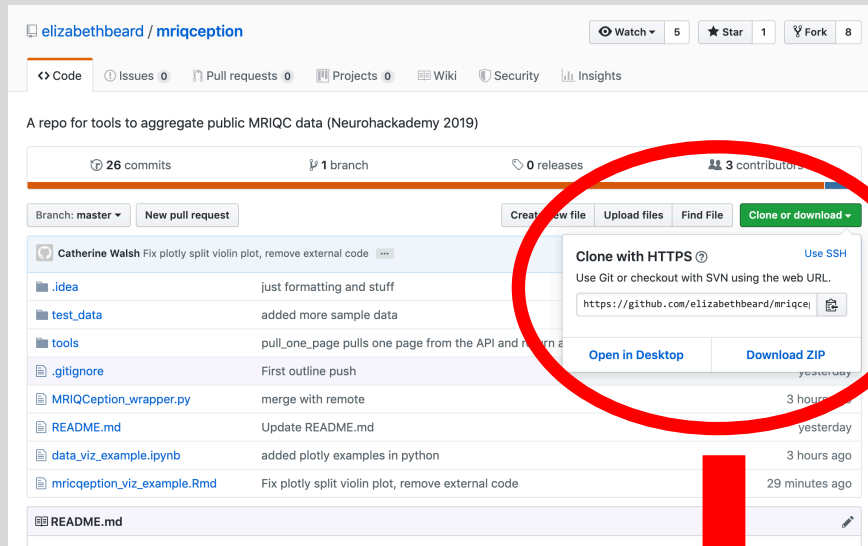 elizabethbeard / mriqception
Watch 5 Star 1 Fork 8
Code Issues 0 Pull requests 0 Projects 0 Wiki Security Insights
A repo for tools to aggregate public MRIQC data (Neurohackademy 2019)
26 commits 1 branch 0 releases 3 contributors
Branch: master New pull request Create new file Upload files Find File Clone or download
Catherine Walsh Fix plotly split violin plot, remove external code ...
Clone with HTTPS Use SSH
Use Git or checkout with SVN using the web URL.
https://github.com/elizabethbeard/mriqce
Open in Desktop Download ZIP
.idea just formatting and stuff
test_data added more sample data
tools pull_one_page pulls one page from the API and return a
.gitignore First outline push yesterday
MRIQCeption_wrapper.py merge with remote 3 hours ago
README.md Update README.md yesterday
data_viz_example.ipynb added plotly examples in python 3 hours ago
mricqeption_viz_example.Rmd Fix plotly split violin plot, remove external code 29 minutes ago
README.md